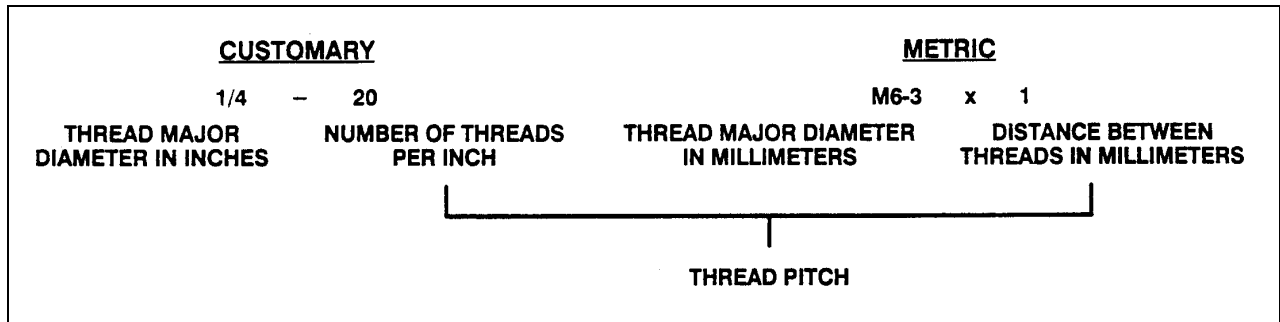 CUSTOMARY
1/4 – 20
THREAD MAJOR
DIAMETER IN INCHES
NUMBER OF THREADS
PER INCH
METRIC
M6-3 x 1
THREAD MAJOR DIAMETER
IN MILLIMETERS
DISTANCE BETWEEN
THREADS IN MILLIMETERS
THREAD PITCH